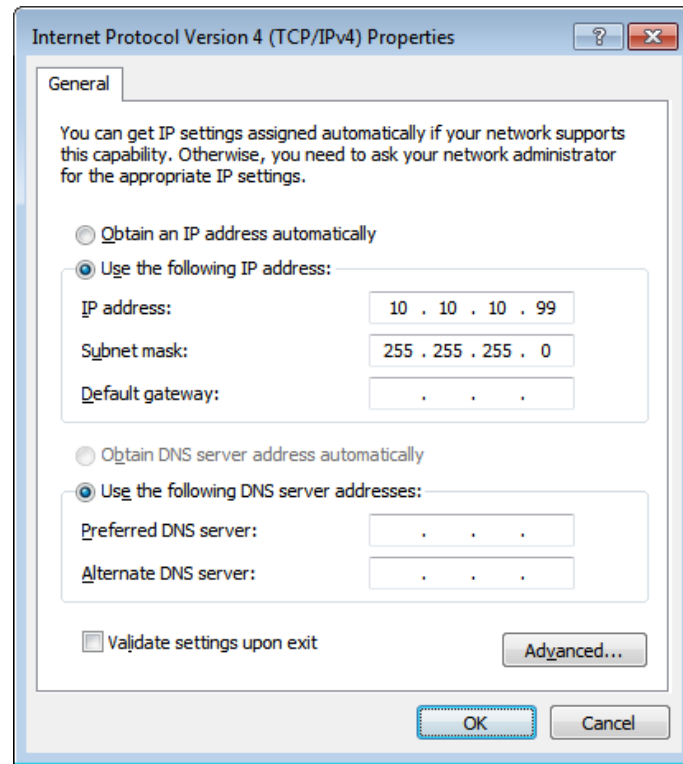 Internet Protocol Version 4 (TCP/IPv4) Properties
General
You can get IP settings assigned automatically if your network supports
this capability. Otherwise, you need to ask your network administrator
for the appropriate IP settings.
Obtain an IP address automatically
Use the following IP address:
IP address: 10 . 10 . 10 . 99
Subnet mask: 255 . 255 . 255 . 0
Default gateway: . . .
Obtain DNS server address automatically
Use the following DNS server addresses:
Preferred DNS server: . . .
Alternate DNS server: . . .
Validate settings upon exit
Advanced...
OK Cancel